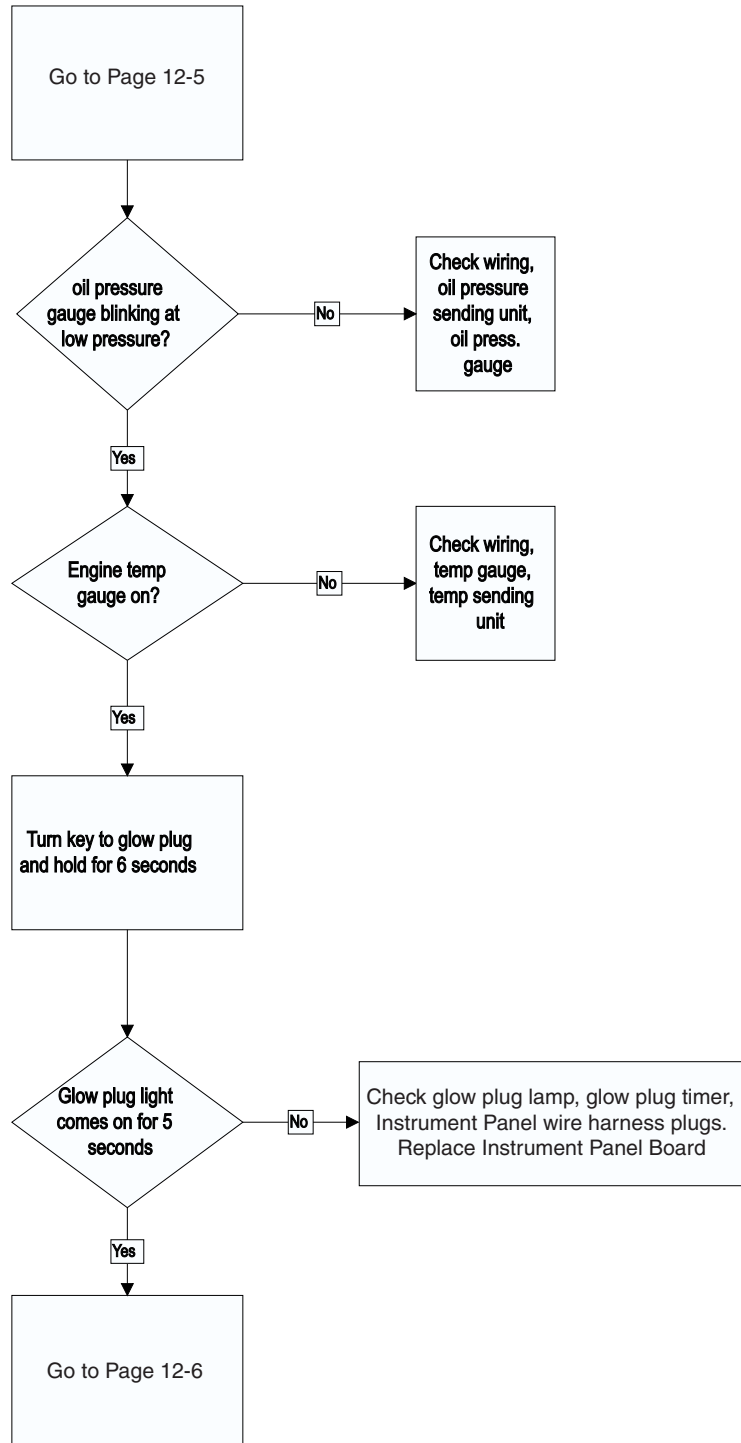 Go to Page 12-5
oil pressure
gauge blinking at
low pressure?
No
Check wiring,
oil pressure
sending unit,
oil press.
gauge
Yes
Engine temp
gauge on?
No
Check wiring,
temp gauge,
temp sending
unit
Yes
Turn key to glow plug
and hold for 6 seconds
Glow plug light
comes on for 5
seconds
No
Check glow plug lamp, glow plug timer,
Instrument Panel wire harness plugs.
Replace Instrument Panel Board
Yes
Go to Page 12-6